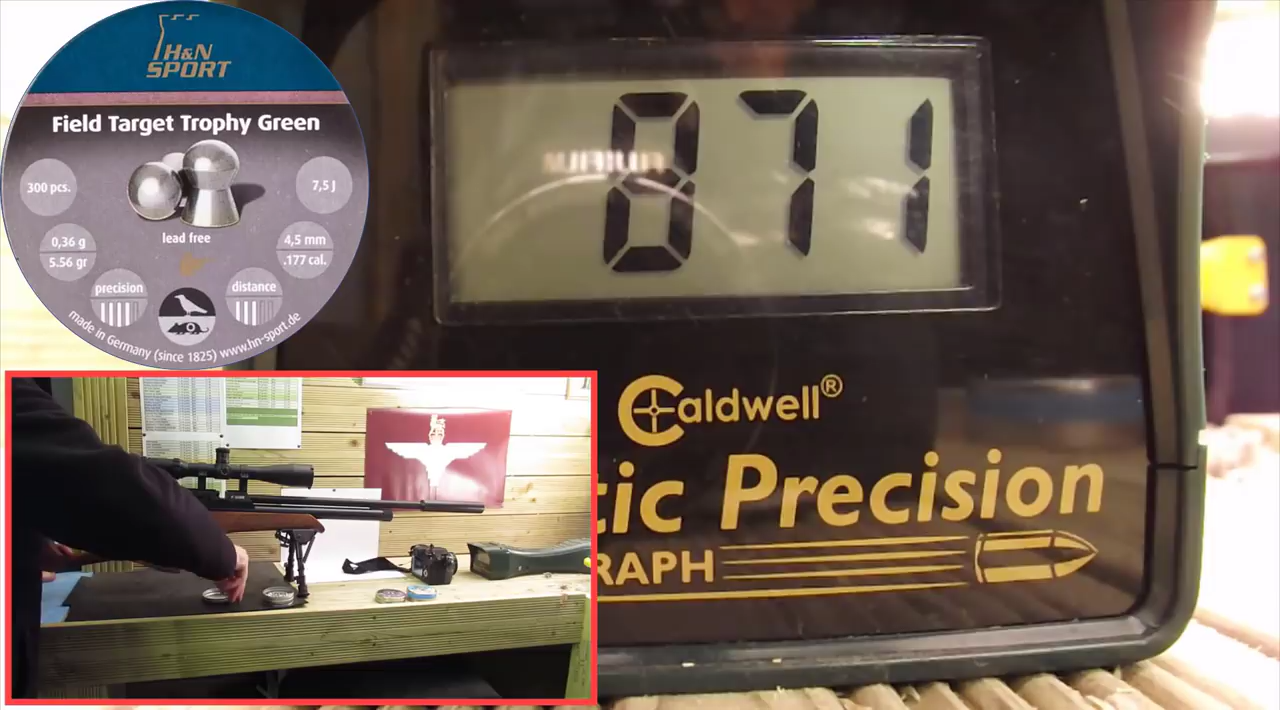 H&N
SPORT
Field Target Trophy Green
300 pcs.
7,5 J
lead free
0,36 g
5.56 gr
4,5 mm
.177 cal.
precision
distance
made in Germany (since 1825) www.hn-sport.de
871
Caldwell®
tic Precision
RAPH